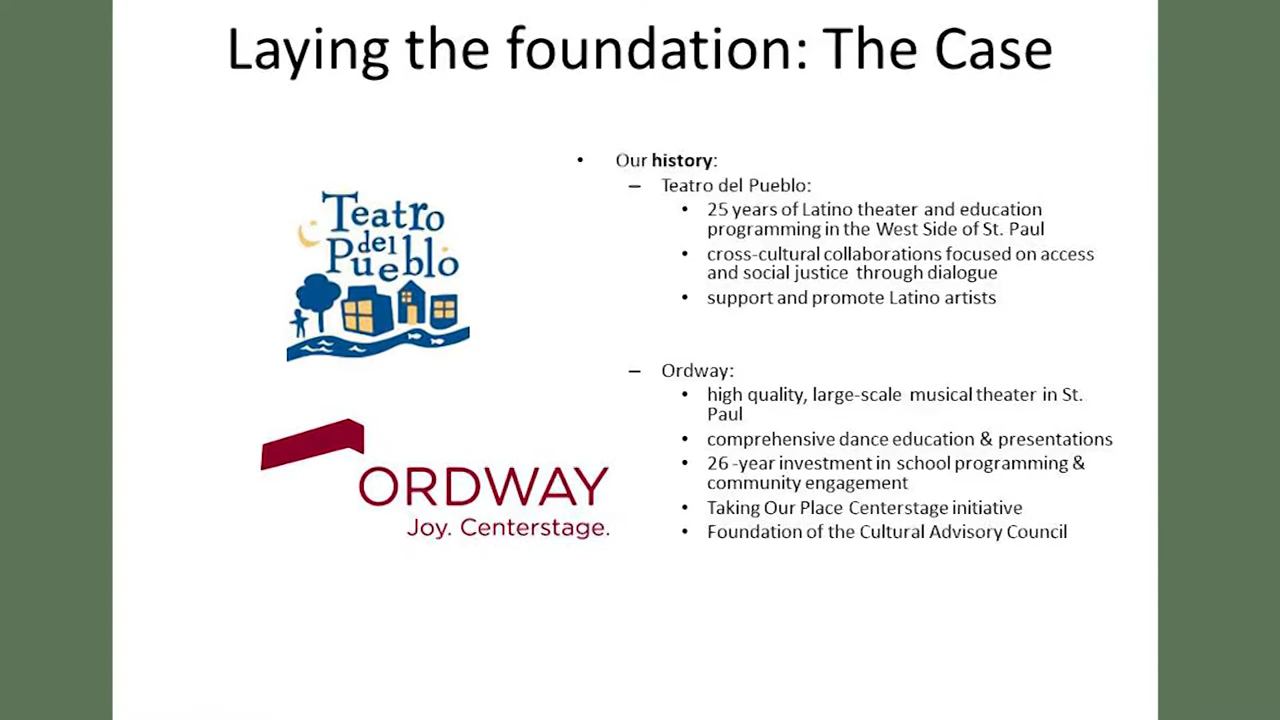 Laying the foundation: The Case
Teatro
del
Pueblo
ORDWAY
Joy. Centerstage.
• Our history:
– Teatro del Pueblo:
• 25 years of Latino theater and education
programming in the West Side of St. Paul
• cross-cultural collaborations focused on access
and social justice through dialogue
• support and promote Latino artists
– Ordway:
• high quality, large-scale musical theater in St.
Paul
• comprehensive dance education & presentations
• 26 -year investment in school programming &
community engagement
• Taking Our Place Centerstage initiative
• Foundation of the Cultural Advisory Council